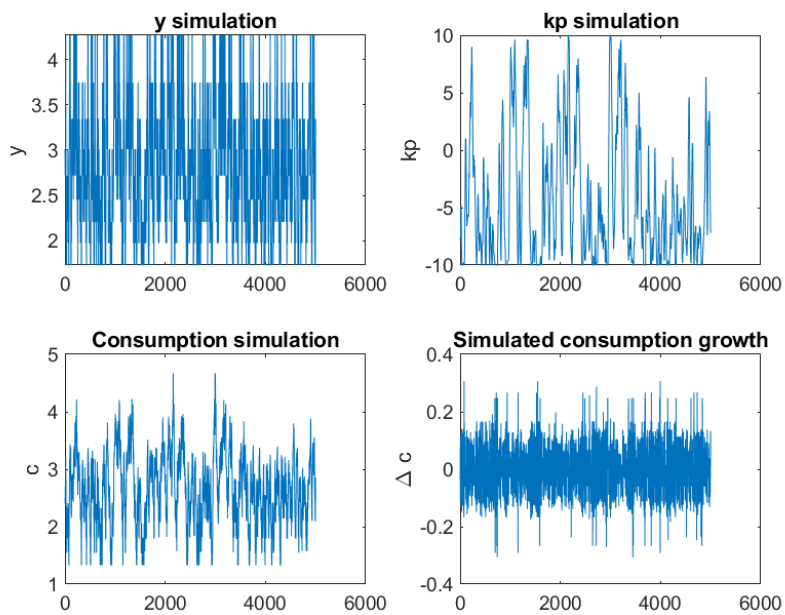 y simulation
4
3.5
3
2.5
2
y
0 2000 4000 6000
kp simulation
10
5
0
-5
-10
kp
0 2000 4000 6000
Consumption simulation
5
4
3
2
1
c
0 2000 4000 6000
Simulated consumption growth
0.4
0.2
0
-0.2
-0.4
Δ c
0 2000 4000 6000